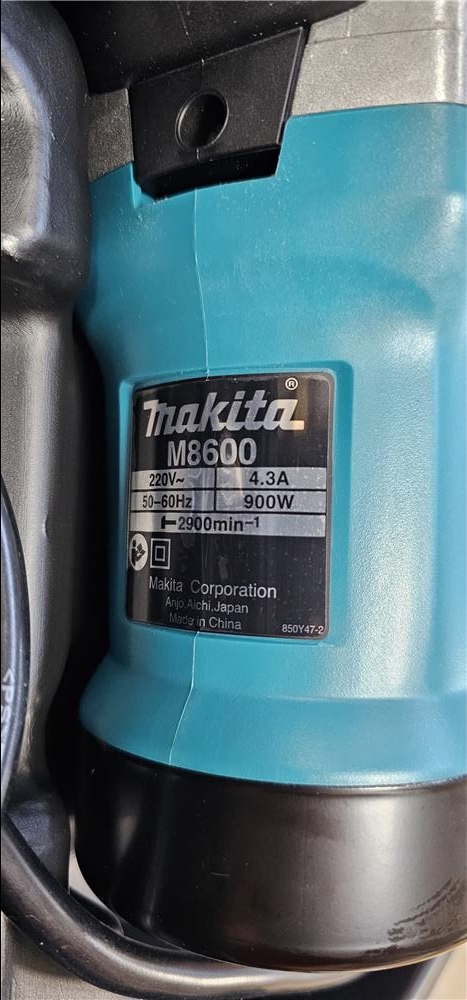 Makita®
M8600
220V~ 4.3A
50-60Hz 900W
2900min-1
Makita Corporation
Anjo,Aichi,Japan
Made in China 850Y47-2